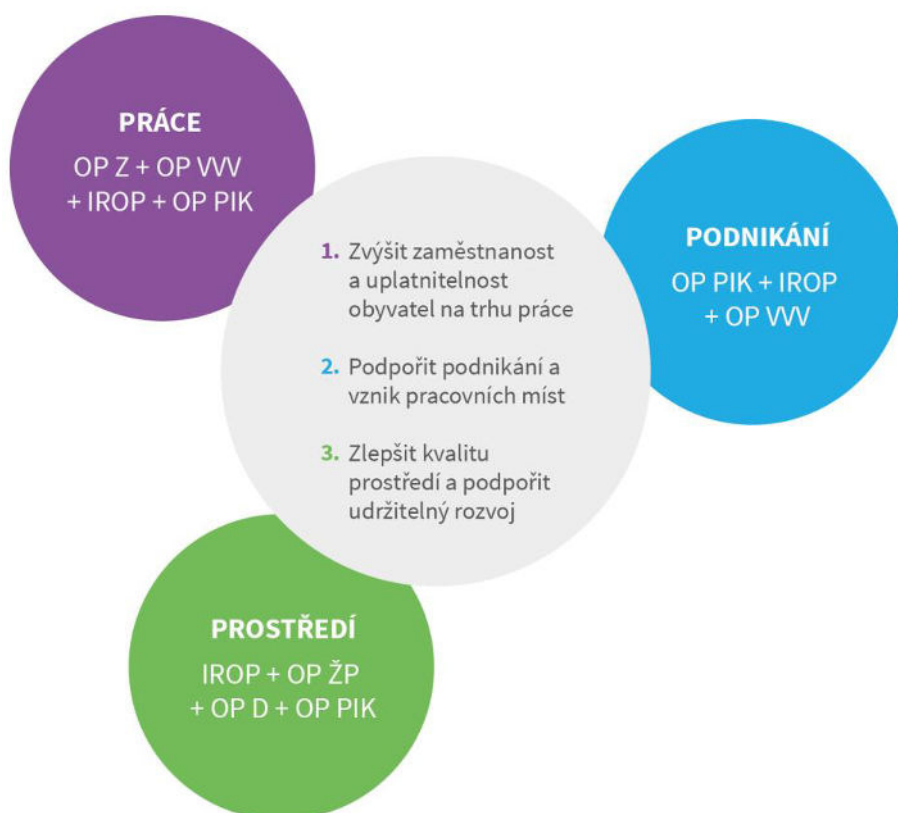 PRÁCE
OP Z + OP VVV
+ IROP + OP PIK
PODNIKÁNÍ
OP PIK + IROP
+ OP VVV
1. Zvýšit zaměstnanost
a uplatnitelnost
obyvatel na trhu práce
2. Podpořit podnikání a
vznik pracovních míst
3. Zlepšit kvalitu
prostředí a podpořit
udržitelný rozvoj
PROSTŘEDÍ
IROP + OP ŽP
+ OP D + OP PIK